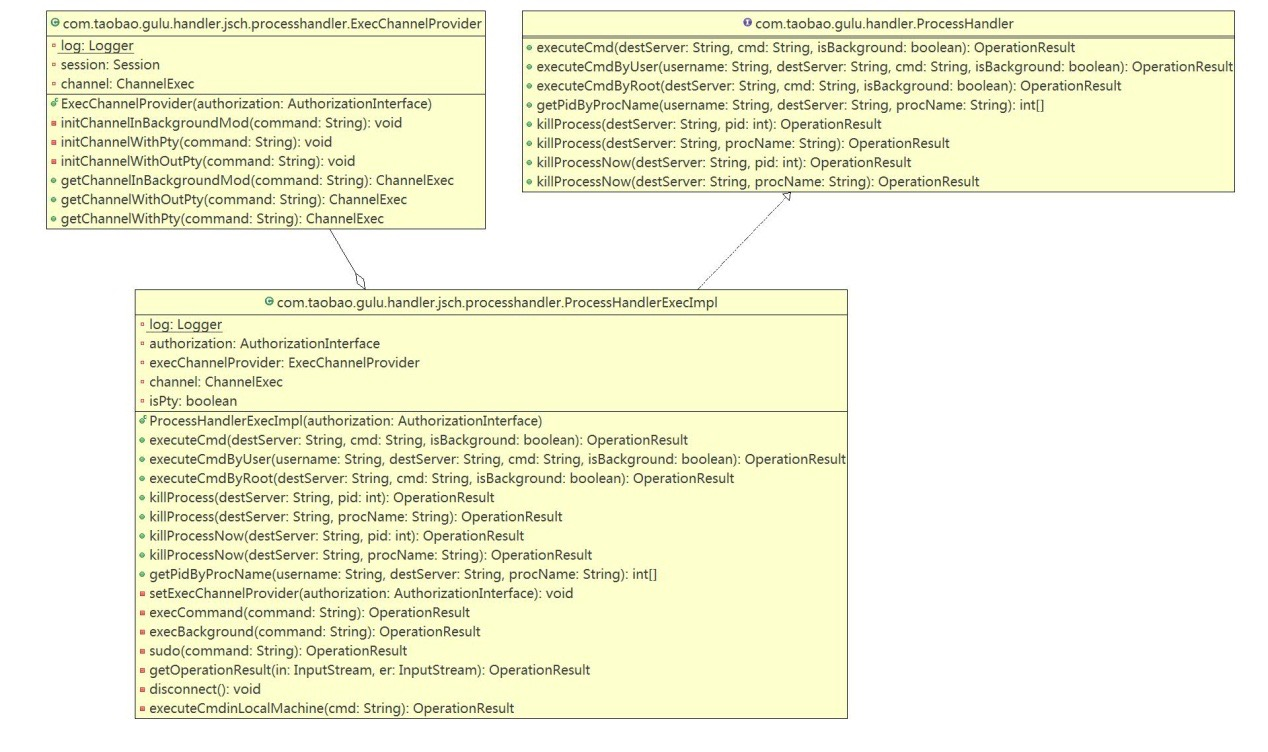 com.taobao.gulu.handler.jsch.processhandler.ExecChannelProvider
log: Logger
session: Session
channel: ChannelExec
ExecChannelProvider(authorization: AuthorizationInterface)
initChannelInBackgroundMod(command: String): void
initChannelWithPty(command: String): void
initChannelWithOutPty(command: String): void
getChannelInBackgroundMod(command: String): ChannelExec
getChannelWithOutPty(command: String): ChannelExec
getChannelWithPty(command: String): ChannelExec
com.taobao.gulu.handler.ProcessHandler
executeCmd(destServer: String, cmd: String, isBackground: boolean): OperationResult
executeCmdByUser(username: String, destServer: String, cmd: String, isBackground: boolean): OperationResult
executeCmdByRoot(destServer: String, cmd: String, isBackground: boolean): OperationResult
getPidByProcName(username: String, destServer: String, procName: String): int[]
killProcess(destServer: String, pid: int): OperationResult
killProcess(destServer: String, procName: String): OperationResult
killProcessNow(destServer: String, pid: int): OperationResult
killProcessNow(destServer: String, procName: String): OperationResult
com.taobao.gulu.handler.jsch.processhandler.ProcessHandlerExecImpl
log: Logger
authorization: AuthorizationInterface
execChannelProvider: ExecChannelProvider
channel: ChannelExec
isPty: boolean
ProcessHandlerExecImpl(authorization: AuthorizationInterface)
executeCmd(destServer: String, cmd: String, isBackground: boolean): OperationResult
executeCmdByUser(username: String, destServer: String, cmd: String, isBackground: boolean): OperationResult
executeCmdByRoot(destServer: String, cmd: String, isBackground: boolean): OperationResult
killProcess(destServer: String, pid: int): OperationResult
killProcess(destServer: String, procName: String): OperationResult
killProcessNow(destServer: String, pid: int): OperationResult
killProcessNow(destServer: String, procName: String): OperationResult
getPidByProcName(username: String, destServer: String, procName: String): int[]
setExecChannelProvider(authorization: AuthorizationInterface): void
execCommand(command: String): OperationResult
execBackground(command: String): OperationResult
sudo(command: String): OperationResult
getOperationResult(in: InputStream, er: InputStream): OperationResult
disconnect(): void
executeCmdinLocalMachine(cmd: String): OperationResult